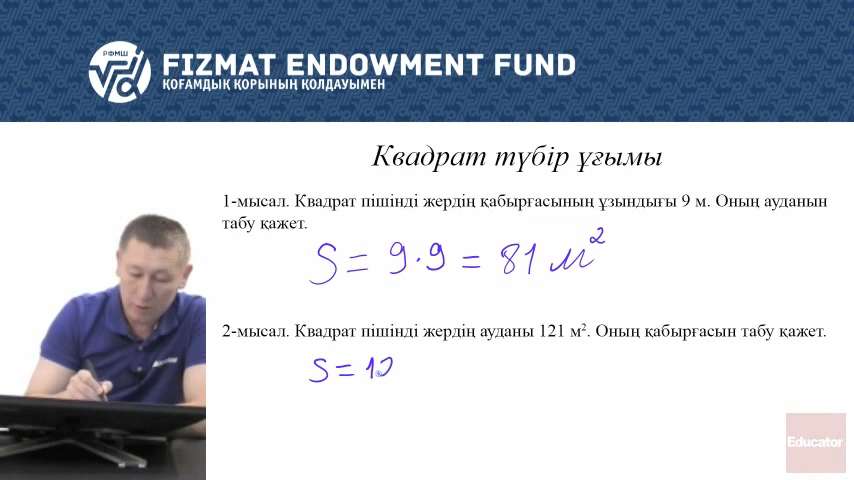 РФМШ
FIZMAT ENDOWMENT FUND
ҚОҒАМДЫҚ ҚОРЫНЫҢ ҚОЛДАУЫМЕН
Квадрат түбір ұғымы
1-мысал. Квадрат пішінді жердің қабырғасының ұзындығы 9 м. Оның ауданын
табу қажет.
S = 9 · 9 = 81 м²
2-мысал. Квадрат пішінді жердің ауданы 121 м². Оның қабырғасын табу қажет.
S = 12
Educator